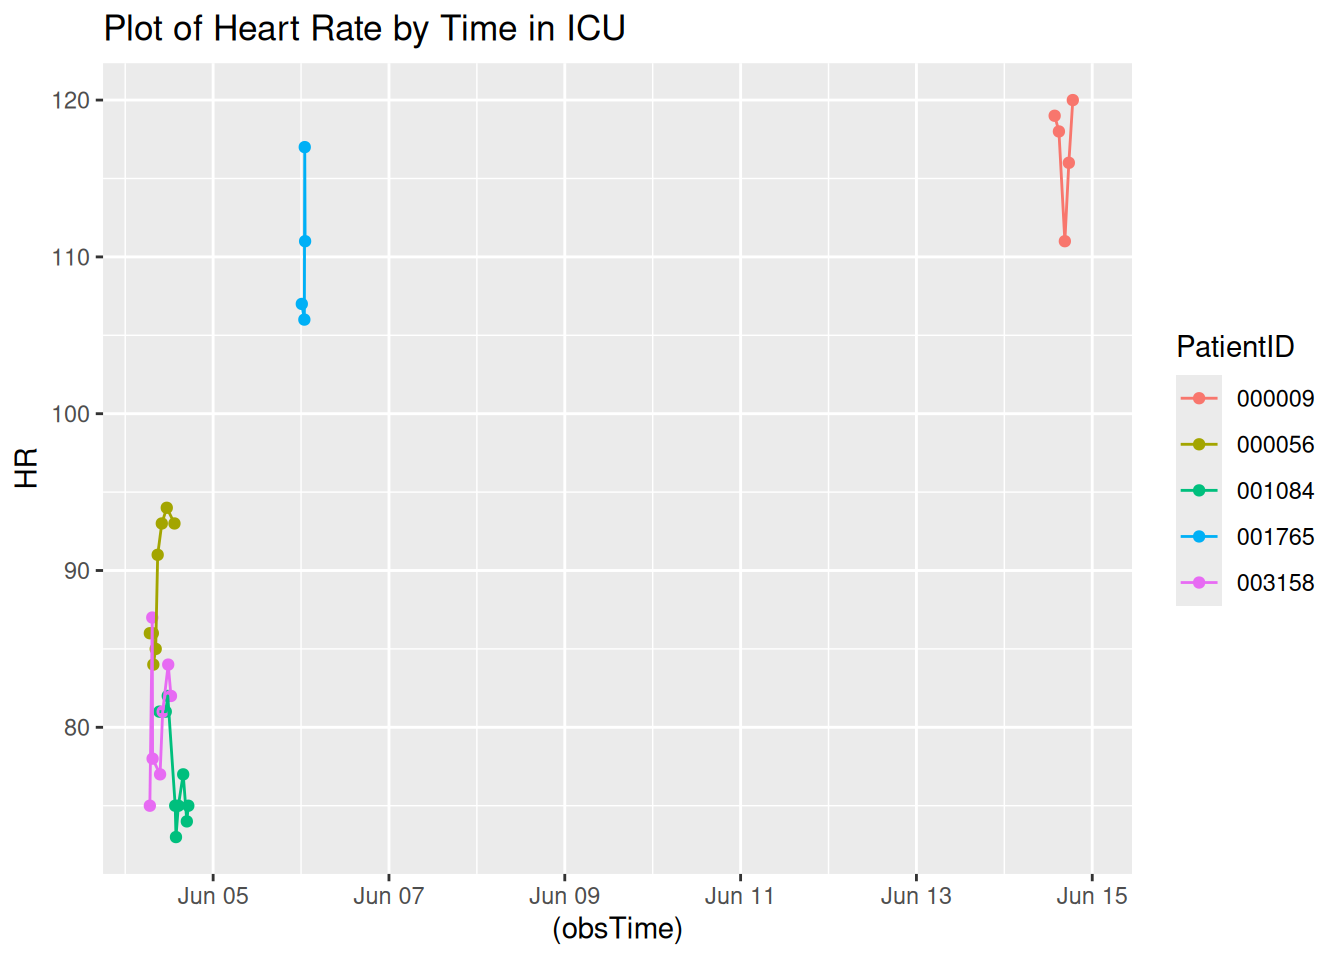 Plot of Heart Rate by Time in ICU
120
110
100
90
80
HR
Jun 05 Jun 07 Jun 09 Jun 11 Jun 13 Jun 15
(obsTime)
PatientID
000009
000056
001084
001765
003158